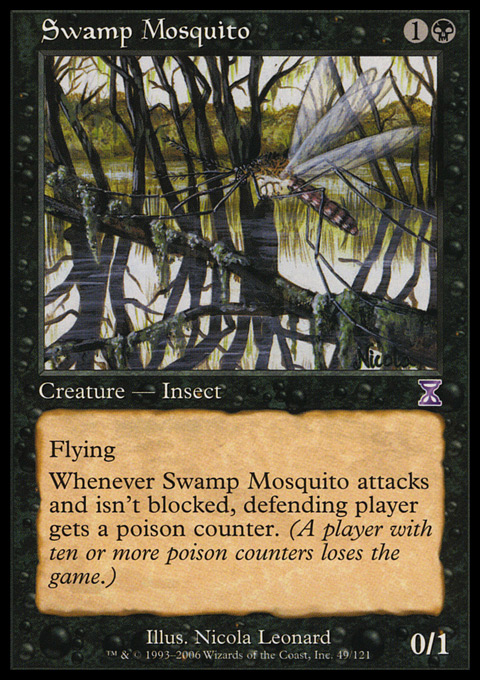 Swamp Mosquito 1
Nicola
Creature — Insect
Flying
Whenever Swamp Mosquito attacks
and isn't blocked, defending player
gets a poison counter. (A player with
ten or more poison counters loses the
game.)
Illus. Nicola Leonard
™ & © 1993–2006 Wizards of the Coast, Inc. 49/121
0/1